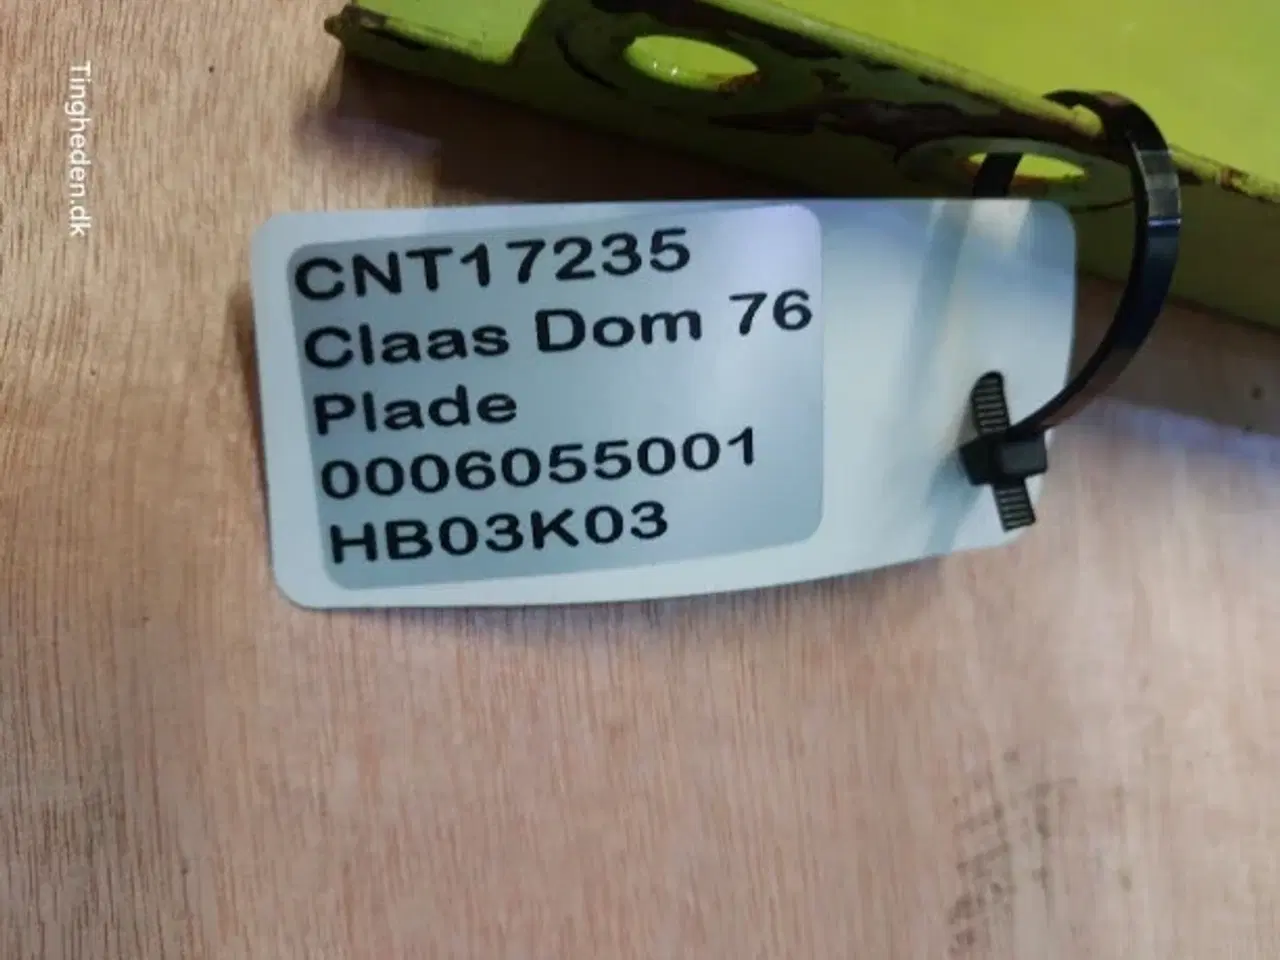 Tingheden.dk
CNT17235
Claas Dom 76
Plade
0006055001
HB03K03